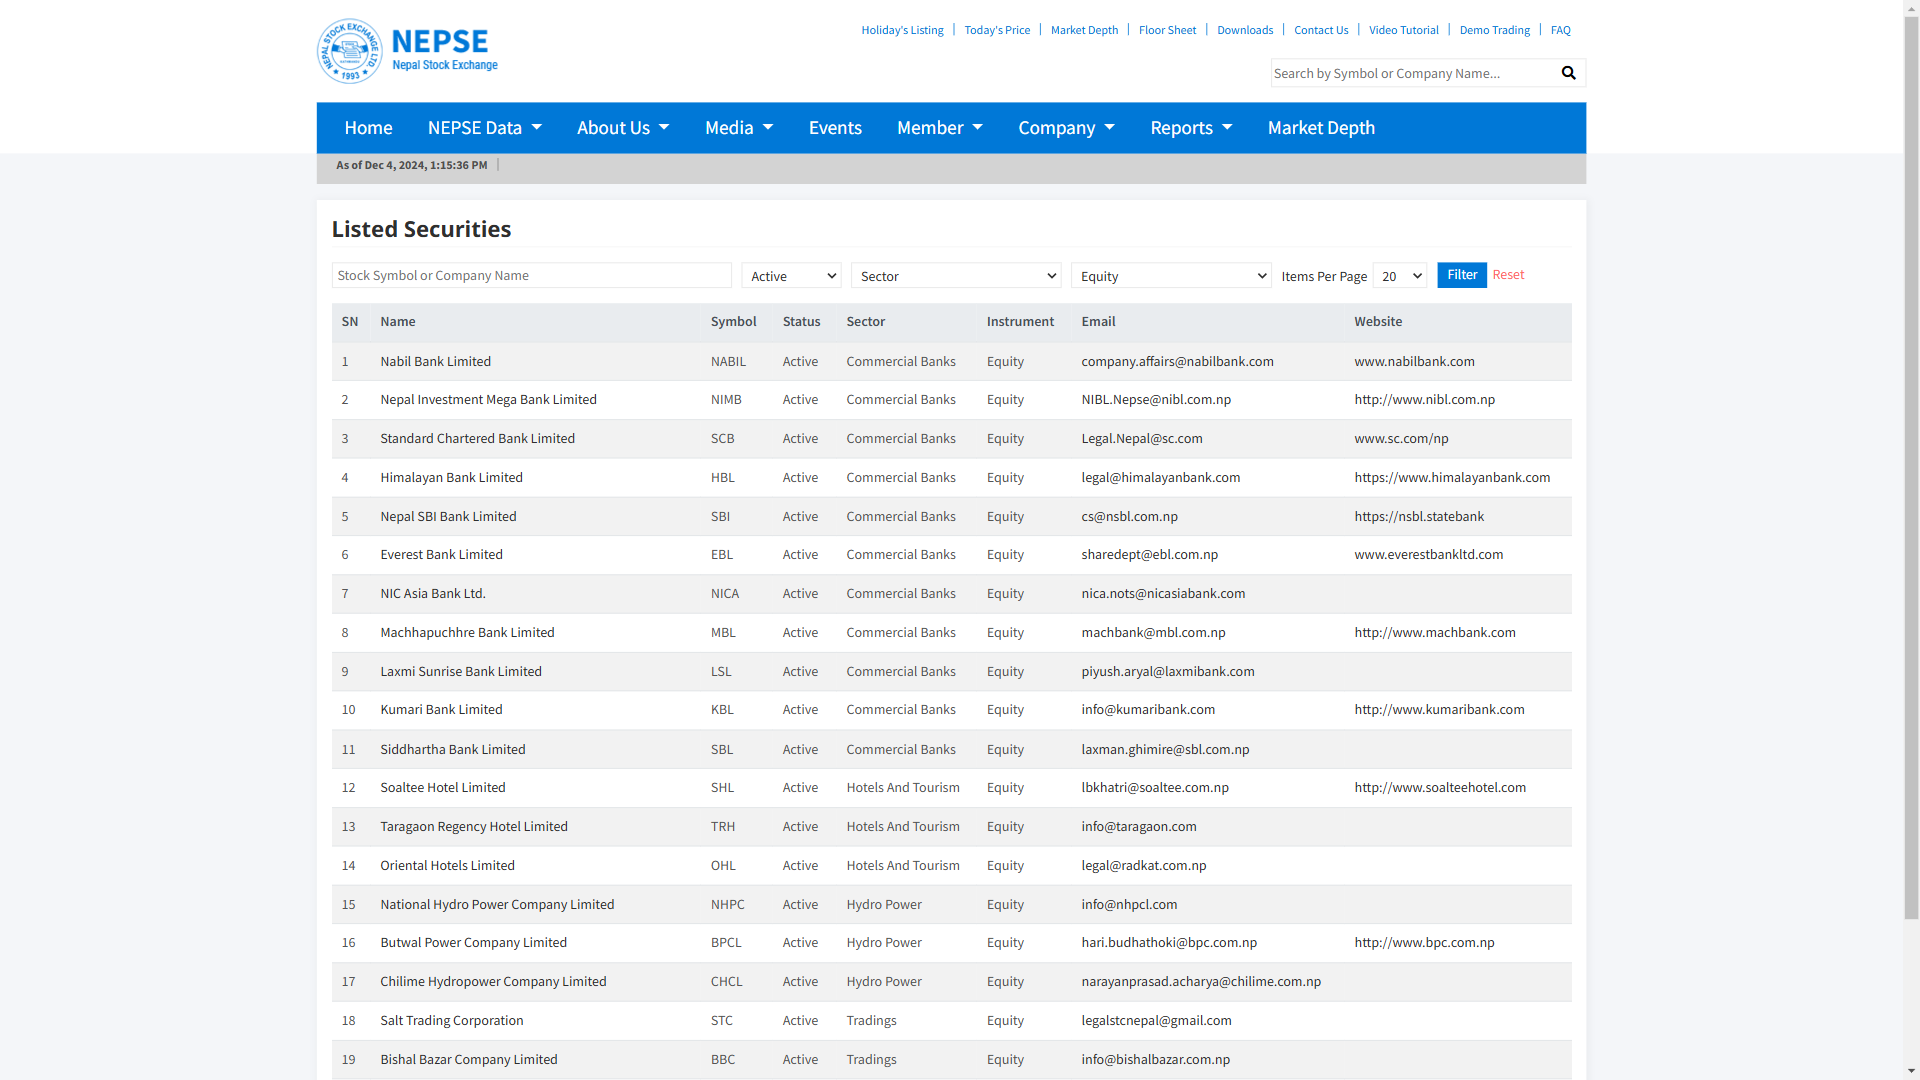 NEPAL STOCK EXCHANGE LTD.
1993
NEPSE
Nepal Stock Exchange
Holiday's Listing | Today's Price | Market Depth | Floor Sheet | Downloads | Contact Us | Video Tutorial | Demo Trading | FAQ
Search by Symbol or Company Name...
Home NEPSE Data About Us Media Events Member Company Reports Market Depth
As of Dec 4, 2024, 1:15:36 PM |
Listed Securities
Stock Symbol or Company Name Active Sector Equity Items Per Page 20 Filter Reset
SN Name Symbol Status Sector Instrument Email Website
1 Nabil Bank Limited NABIL Active Commercial Banks Equity company.affairs@nabilbank.com www.nabilbank.com
2 Nepal Investment Mega Bank Limited NIMB Active Commercial Banks Equity NIBL.Nepse@nibl.com.np http://www.nibl.com.np
3 Standard Chartered Bank Limited SCB Active Commercial Banks Equity Legal.Nepal@sc.com www.sc.com/np
4 Himalayan Bank Limited HBL Active Commercial Banks Equity legal@himalayanbank.com https://www.himalayanbank.com
5 Nepal SBI Bank Limited SBI Active Commercial Banks Equity cs@nsbl.com.np https://nsbl.statebank
6 Everest Bank Limited EBL Active Commercial Banks Equity sharedept@ebl.com.np www.everestbankltd.com
7 NIC Asia Bank Ltd. NICA Active Commercial Banks Equity nica.nots@nicasiabank.com
8 Machhapuchhre Bank Limited MBL Active Commercial Banks Equity machbank@mbl.com.np http://www.machbank.com
9 Laxmi Sunrise Bank Limited LSL Active Commercial Banks Equity piyush.aryal@laxmibank.com
10 Kumari Bank Limited KBL Active Commercial Banks Equity info@kumaribank.com http://www.kumaribank.com
11 Siddhartha Bank Limited SBL Active Commercial Banks Equity laxman.ghimire@sbl.com.np
12 Soaltee Hotel Limited SHL Active Hotels And Tourism Equity lbkhatri@soaltee.com.np http://www.soalteehotel.com
13 Taragaon Regency Hotel Limited TRH Active Hotels And Tourism Equity info@taragaon.com
14 Oriental Hotels Limited OHL Active Hotels And Tourism Equity legal@radkat.com.np
15 National Hydro Power Company Limited NHPC Active Hydro Power Equity info@nhpcl.com
16 Butwal Power Company Limited BPCL Active Hydro Power Equity hari.budhathoki@bpc.com.np http://www.bpc.com.np
17 Chilime Hydropower Company Limited CHCL Active Hydro Power Equity narayanprasad.acharya@chilime.com.np
18 Salt Trading Corporation STC Active Tradings Equity legalstcnepal@gmail.com
19 Bishal Bazar Company Limited BBC Active Tradings Equity info@bishalbazar.com.np